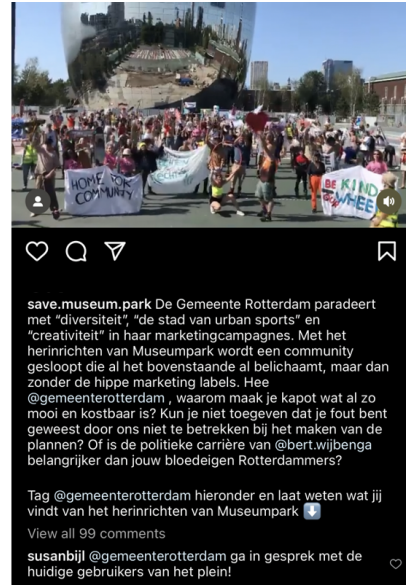 HOME FOR
COMMUNITY
BE KIND
WHEE
save.museum.park De Gemeente Rotterdam paradeert
met “diversiteit”, “de stad van urban sports” en
“creativiteit” in haar marketingcampagnes. Met het
herinrichten van Museumpark wordt een community
gesloopt die al het bovenstaande al belichaamt, maar dan
zonder de hippe marketing labels. Hee
@gemeenterotterdam , waarom maak je kapot wat al zo
mooi en kostbaar is? Kun je niet toegeven dat je fout bent
geweest door ons niet te betrekken bij het maken van de
plannen? Of is de politieke carrière van @bert.wijbenga
belangrijker dan jouw bloedeigen Rotterdammers?
Tag @gemeenterotterdam hieronder en laat weten wat jij
vindt van het herinrichten van Museumpark ⬇️
View all 99 comments
susanbijl @gemeenterotterdam ga in gesprek met de
huidige gebruikers van het plein!